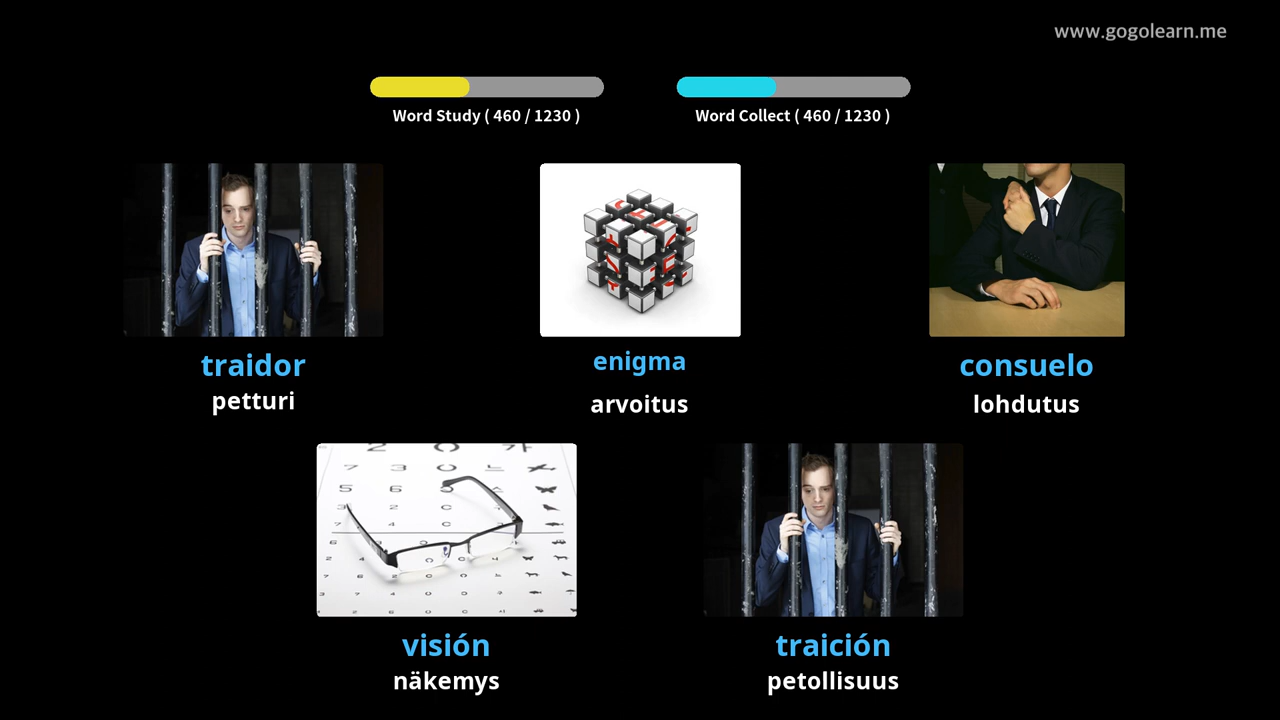 www.gogolearn.me
Word Study ( 460 / 1230 )
Word Collect ( 460 / 1230 )
traidor
petturi
enigma
arvoitus
consuelo
lohdutus
visión
näkemys
traición
petollisuus